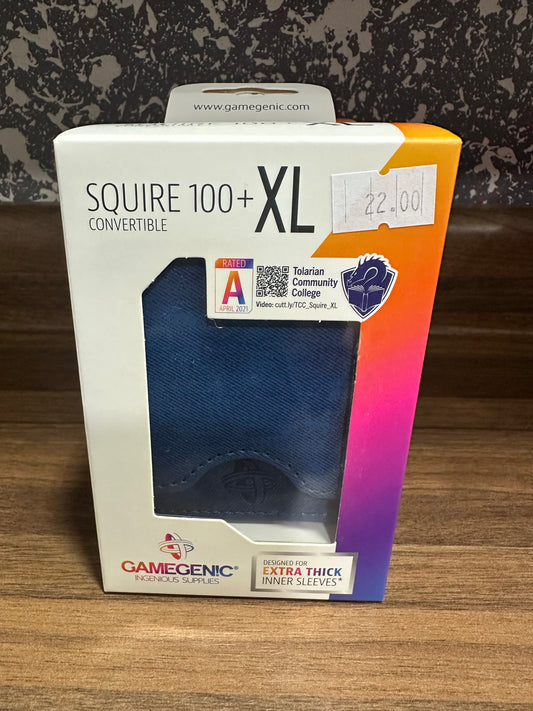 www.gamegenic.com
SQUIRE 100+ XL
CONVERTIBLE
22.00
RATED
A
APRIL 2021
Tolarian
Community
College
Video: cutt.ly/TCC_Squire_XL
GAMEGEN!C®
INGENIOUS SUPPLIES
DESIGNED FOR
EXTRA THICK
INNER SLEEVES*